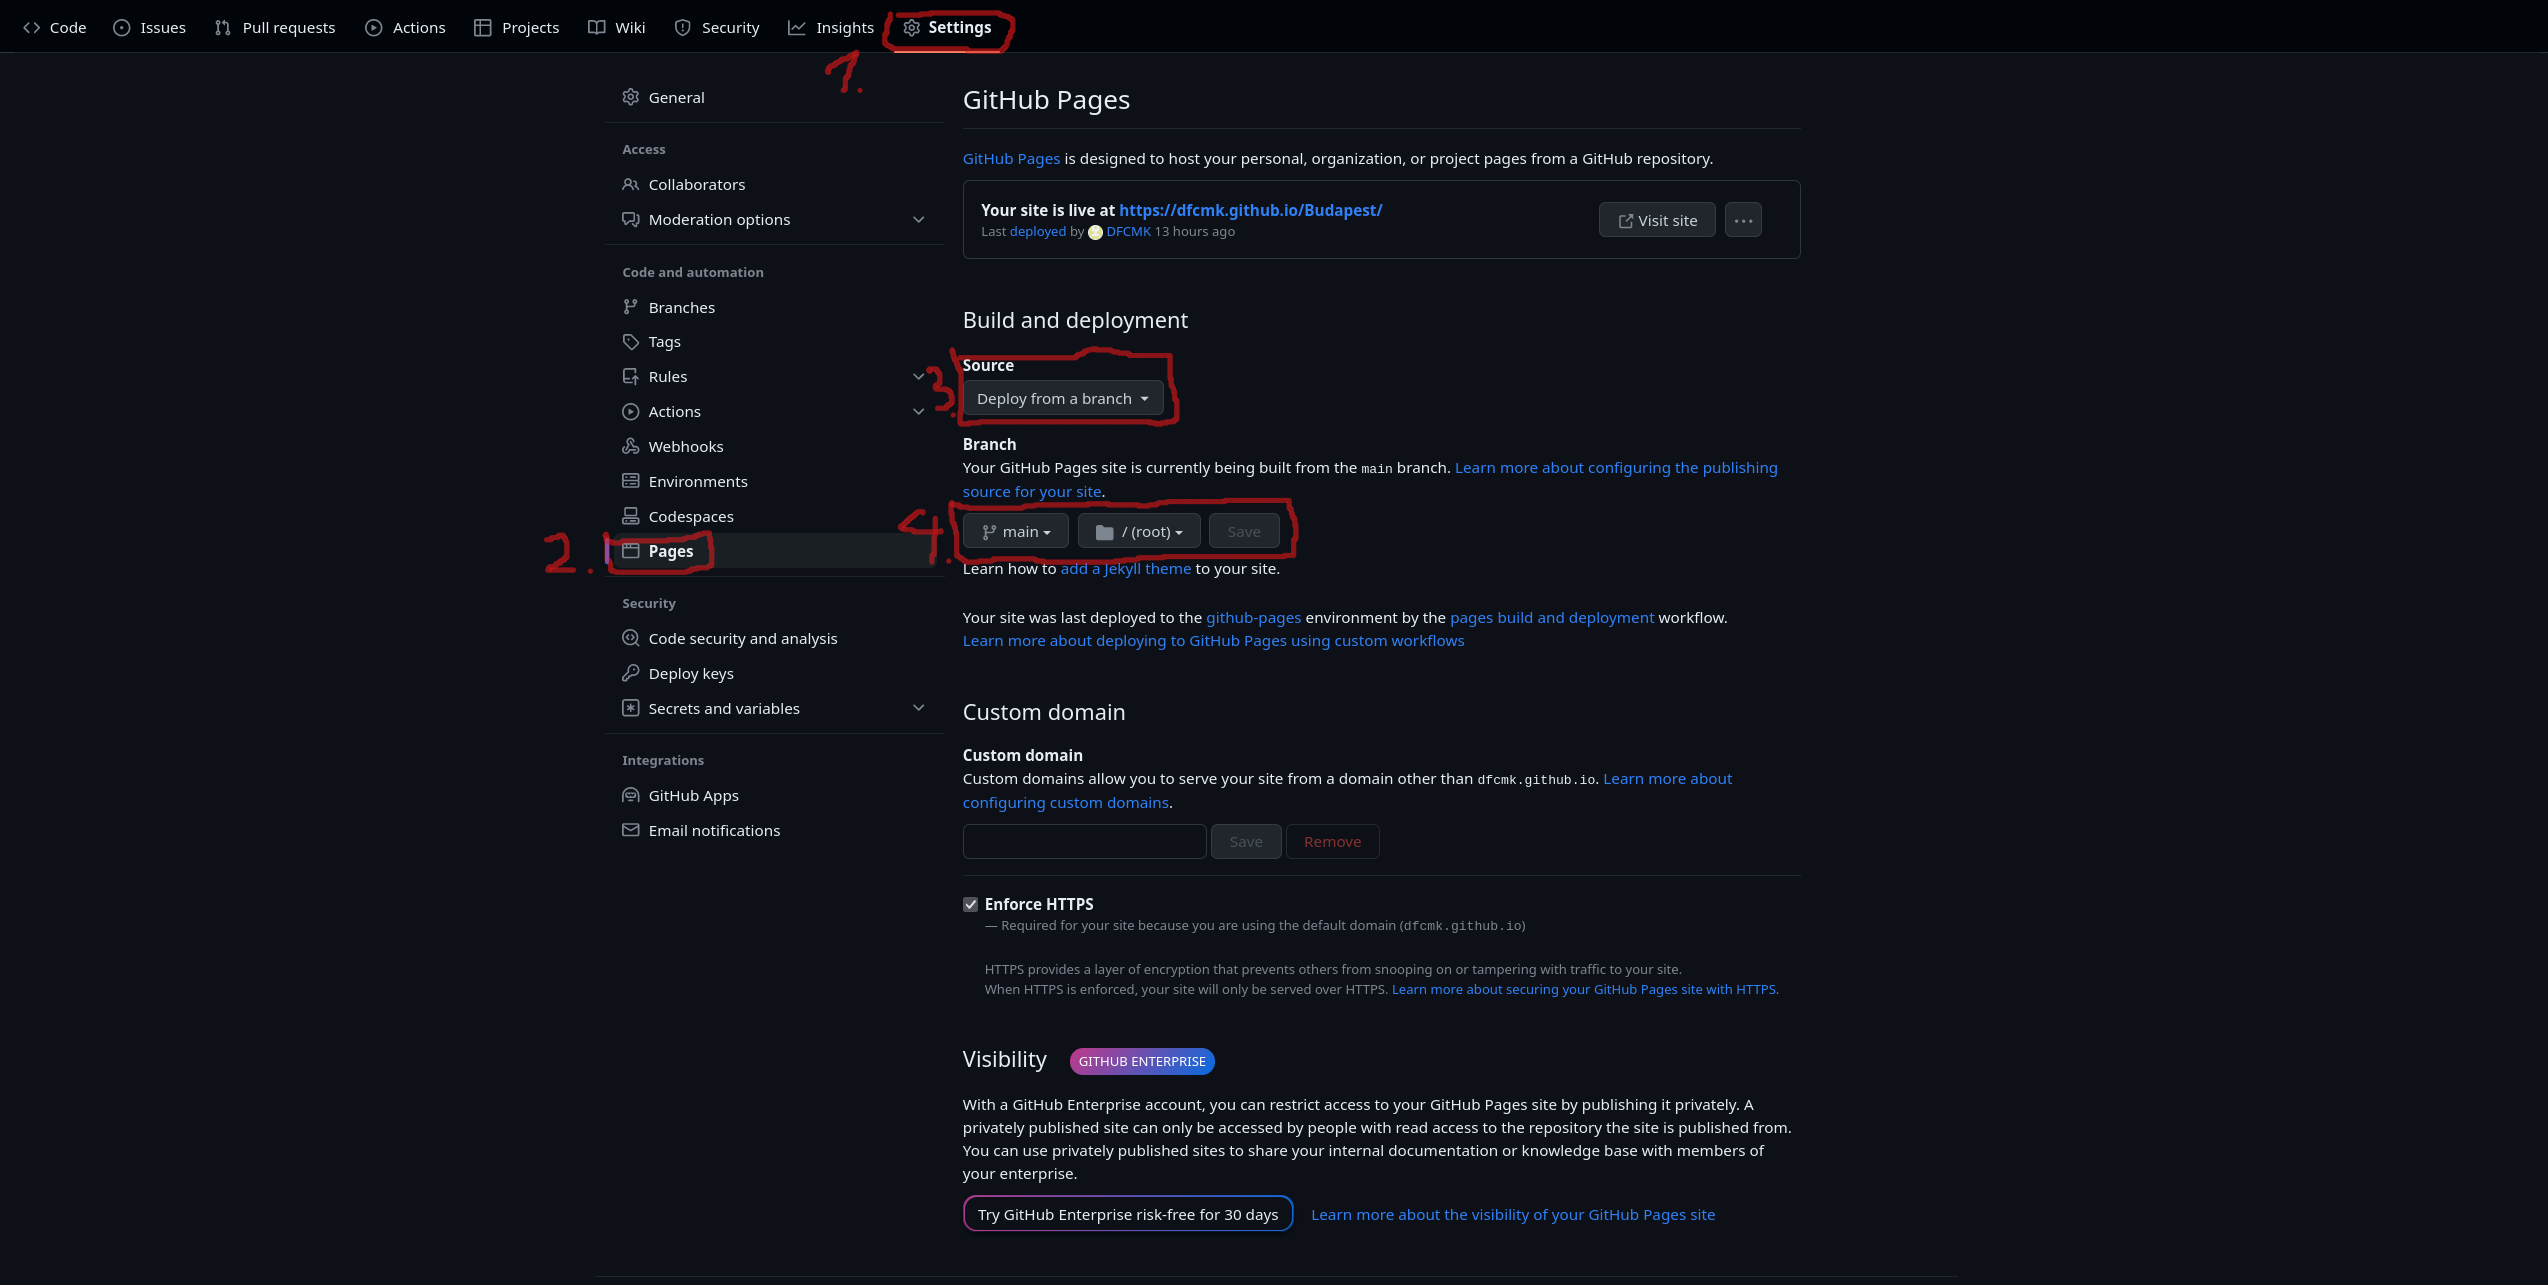 Code Issues Pull requests Actions Projects Wiki Security Insights Settings
1.
General
Access
Collaborators
Moderation options
Code and automation
Branches
Tags
Rules
Actions
Webhooks
Environments
Codespaces
2. Pages
Security
Code security and analysis
Deploy keys
Secrets and variables
Integrations
GitHub Apps
Email notifications
GitHub Pages
GitHub Pages is designed to host your personal, organization, or project pages from a GitHub repository.
Your site is live at https://dfcmk.github.io/Budapest/
Last deployed by DFCMK 13 hours ago
Visit site
Build and deployment
Source
3. Deploy from a branch
Branch
Your GitHub Pages site is currently being built from the main branch. Learn more about configuring the publishing
source for your site.
4. main / (root) Save
Learn how to add a Jekyll theme to your site.
Your site was last deployed to the github-pages environment by the pages build and deployment workflow.
Learn more about deploying to GitHub Pages using custom workflows
Custom domain
Custom domain
Custom domains allow you to serve your site from a domain other than dfcmk.github.io. Learn more about
configuring custom domains.
Save Remove
Enforce HTTPS
— Required for your site because you are using the default domain (dfcmk.github.io)
HTTPS provides a layer of encryption that prevents others from snooping on or tampering with traffic to your site.
When HTTPS is enforced, your site will only be served over HTTPS. Learn more about securing your GitHub Pages site with HTTPS.
Visibility GITHUB ENTERPRISE
With a GitHub Enterprise account, you can restrict access to your GitHub Pages site by publishing it privately. A
privately published site can only be accessed by people with read access to the repository the site is published from.
You can use privately published sites to share your internal documentation or knowledge base with members of
your enterprise.
Try GitHub Enterprise risk-free for 30 days Learn more about the visibility of your GitHub Pages site